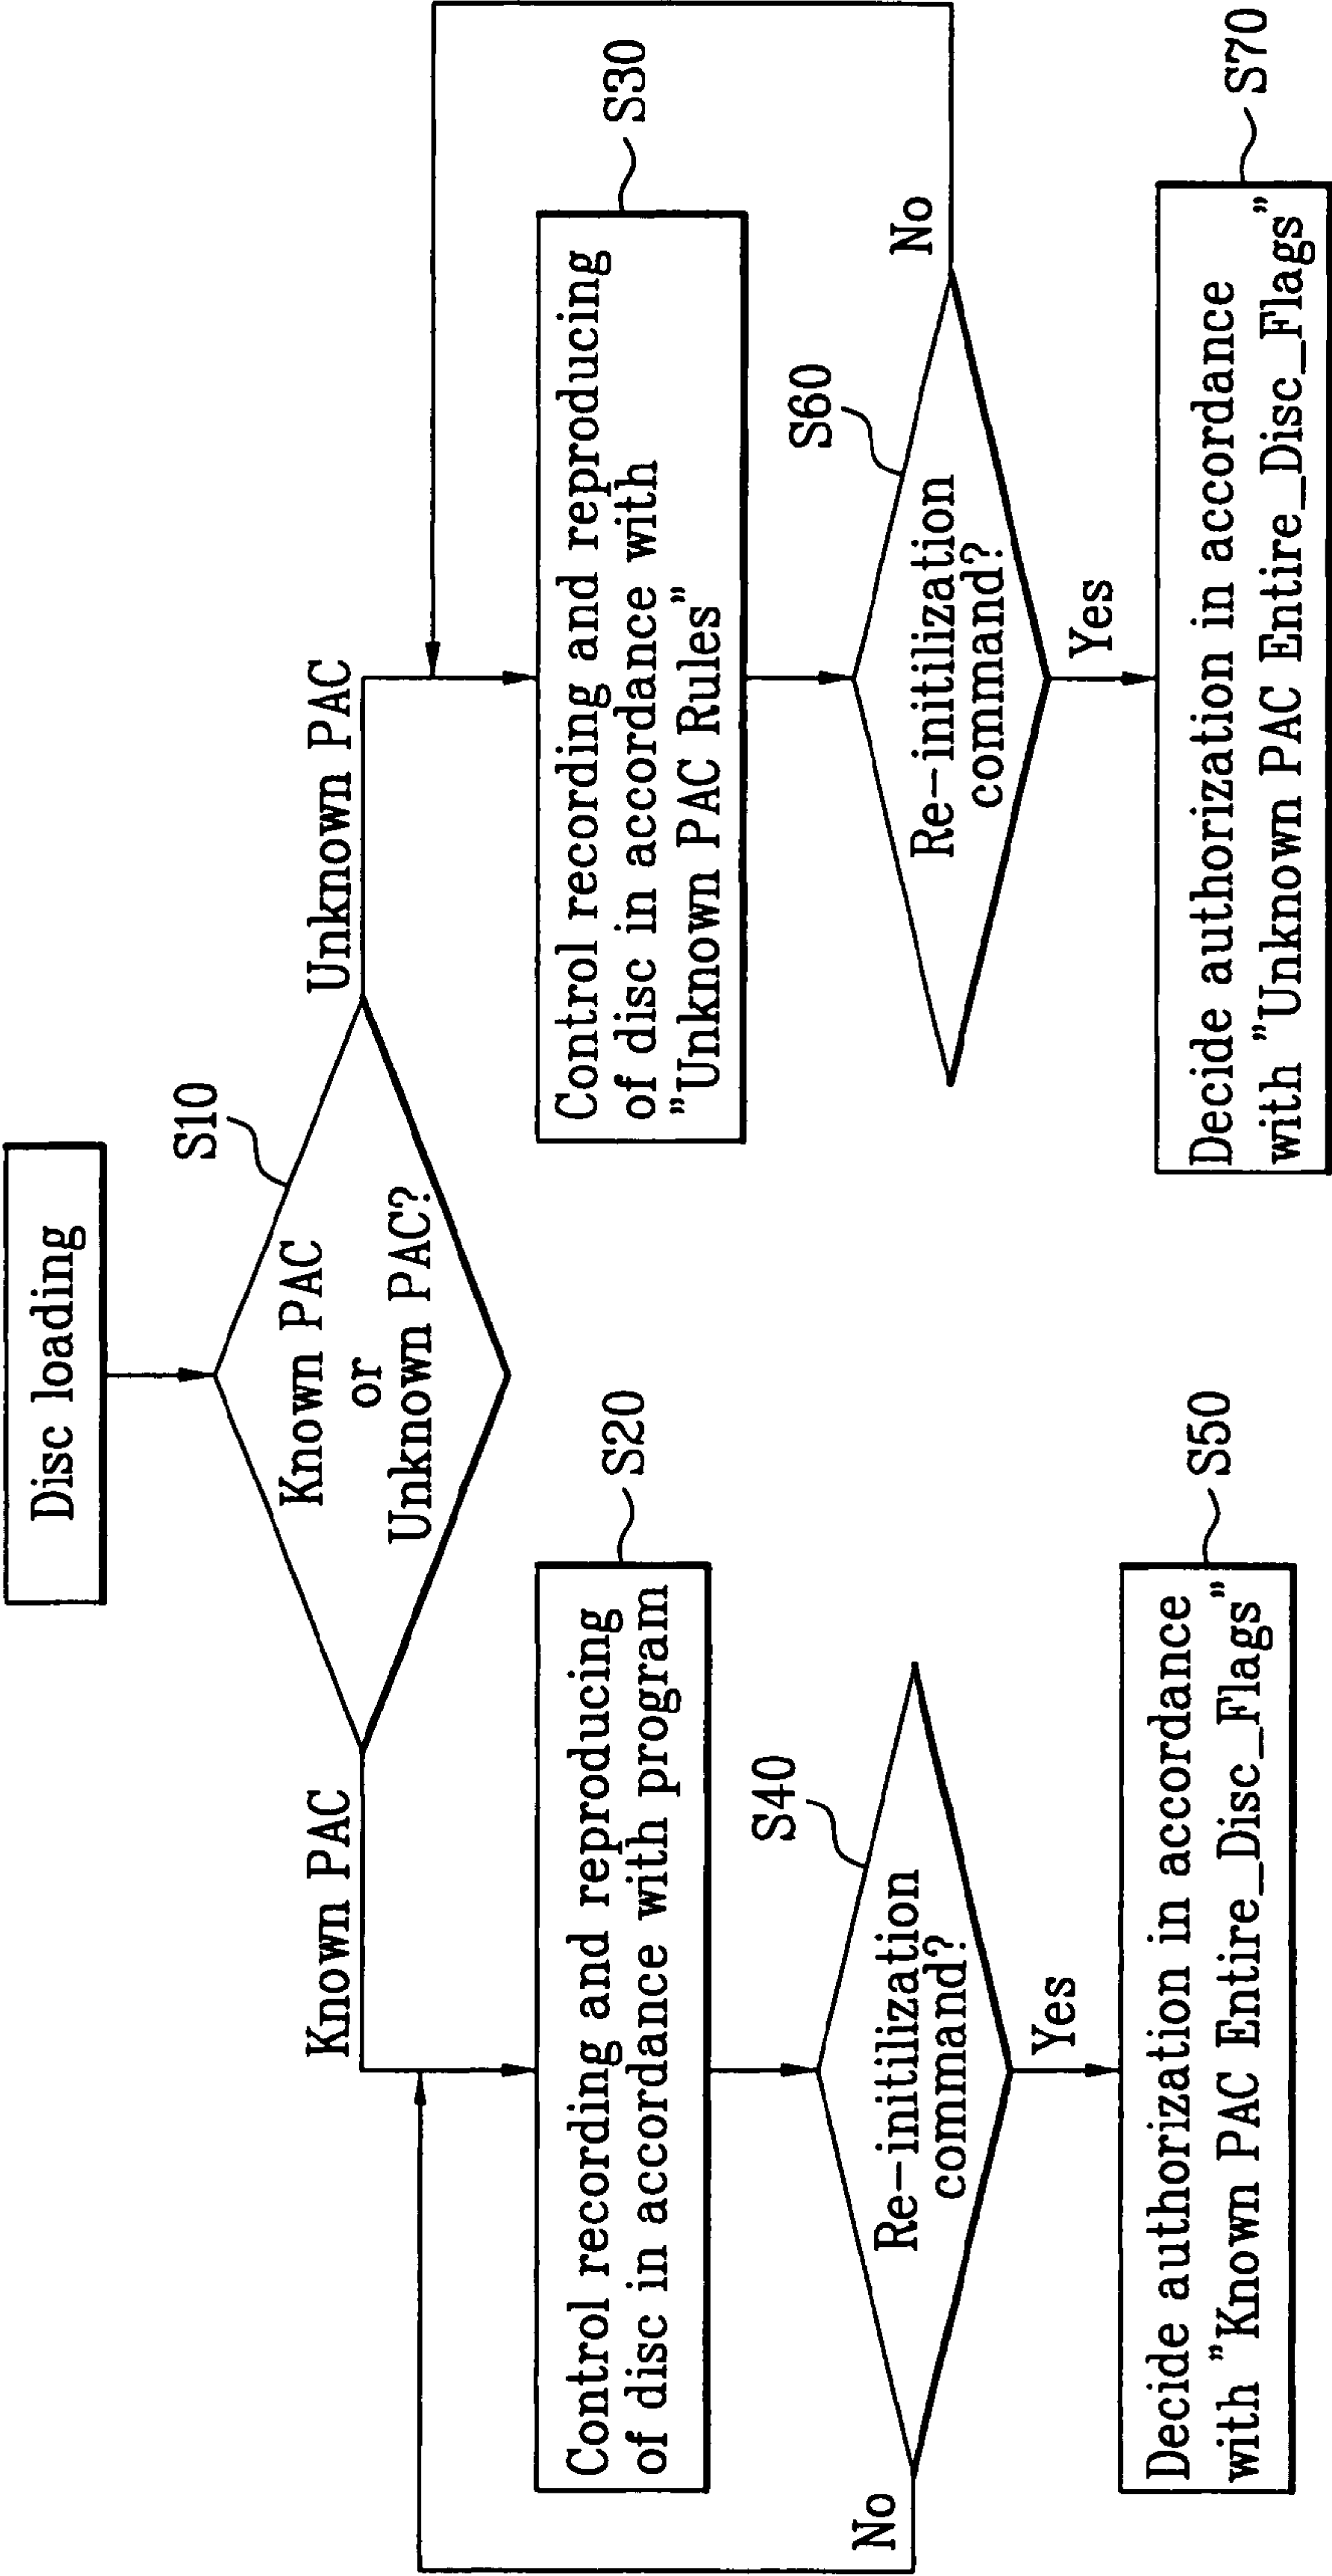 Disc loading
S10
Known PAC
or
Unknown PAC?
Known PAC
Unknown PAC
S20
Control recording and reproducing
of disc in accordance with program
S30
Control recording and reproducing
of disc in accordance with
"Unknown PAC Rules"
S40
Re-initilization
command?
No
Yes
S60
Re-initilization
command?
No
Yes
S50
Decide authorization in accordance
with "Known PAC Entire_Disc_Flags"
S70
Decide authorization in accordance
with "Unknown PAC Entire_Disc_Flags"